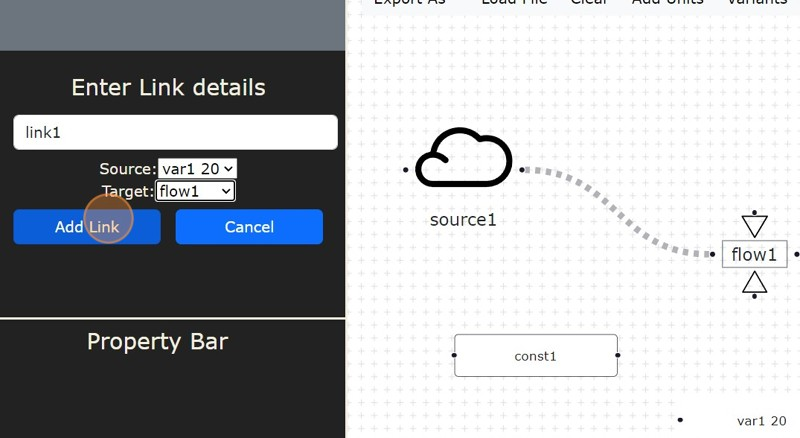 Export As Load File Clear Add Units Variants
Enter Link details
link1
Source: var1 20
Target: flow1
Add Link Cancel
Property Bar
source1
flow1
const1
var1 20